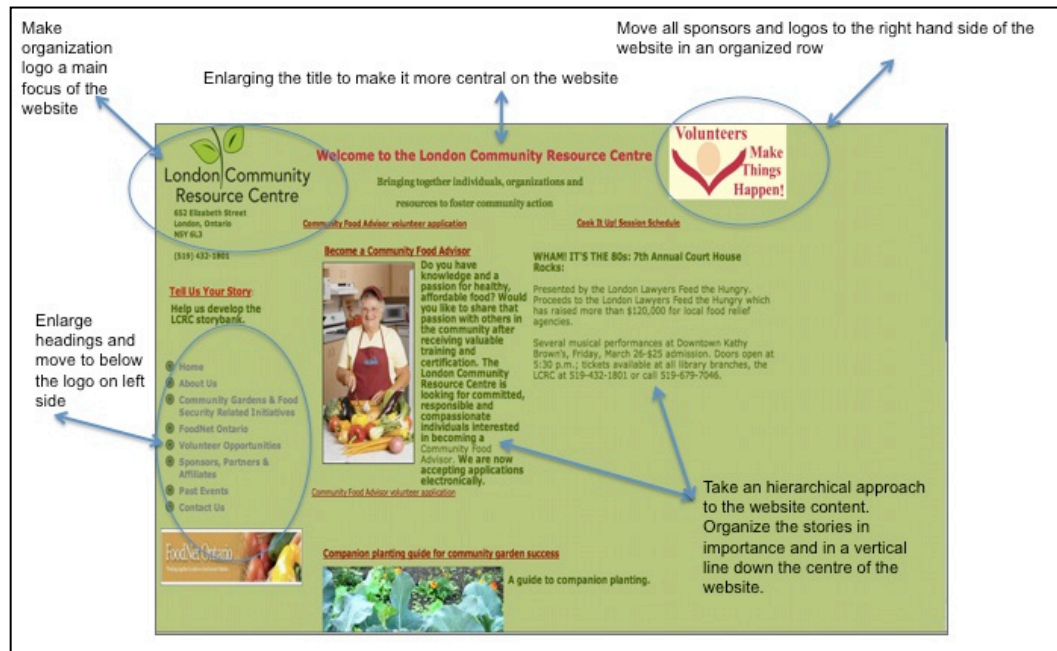 Make
organization
logo a main
focus of the
website
Enlarging the title to make it more central on the website
Move all sponsors and logos to the right hand side of the
website in an organized row
London Community
Resource Centre
652 Elizabeth Street
London, Ontario
N5Y 6L3
(519) 432-1801
Welcome to the London Community Resource Centre
Bringing together individuals, organizations and
resources to foster community action
Volunteers
Make
Things
Happen!
Community Food Advisor volunteer application
Cook It Up! Session Schedule
Tell Us Your Story:
Help us develop the
LCRC storybank.
Enlarge
headings and
move to below
the logo on left
side
Home
About Us
Community Gardens & Food
Security Related Initiatives
FoodNet Ontario
Volunteer Opportunities
Sponsors, Partners &
Affiliates
Past Events
Contact Us
FoodNet Ontario
Become a Community Food Advisor
Do you have
knowledge and a
passion for healthy,
affordable food? Would
you like to share that
passion with others in
the community after
receiving valuable
training and
certification. The
London Community
Resource Centre is
looking for committed,
responsible and
compassionate
individuals interested
in becoming a
Community Food
Advisor. We are now
accepting applications
electronically.
Community Food Advisor volunteer application
WHAM! IT'S THE 80s: 7th Annual Court House
Rocks:
Presented by the London Lawyers Feed the Hungry.
Proceeds to the London Lawyers Feed the Hungry which
has raised more than $120,000 for local food relief
agencies.
Several musical performances at Downtown Kathy
Brown's, Friday, March 26-$25 admission. Doors open at
5:30 p.m.; tickets available at all library branches, the
LCRC at 519-432-1801 or call 519-679-7046.
Take an hierarchical approach
to the website content.
Organize the stories in
importance and in a vertical
line down the centre of the
website.
Companion planting guide for community garden success
A guide to companion planting.